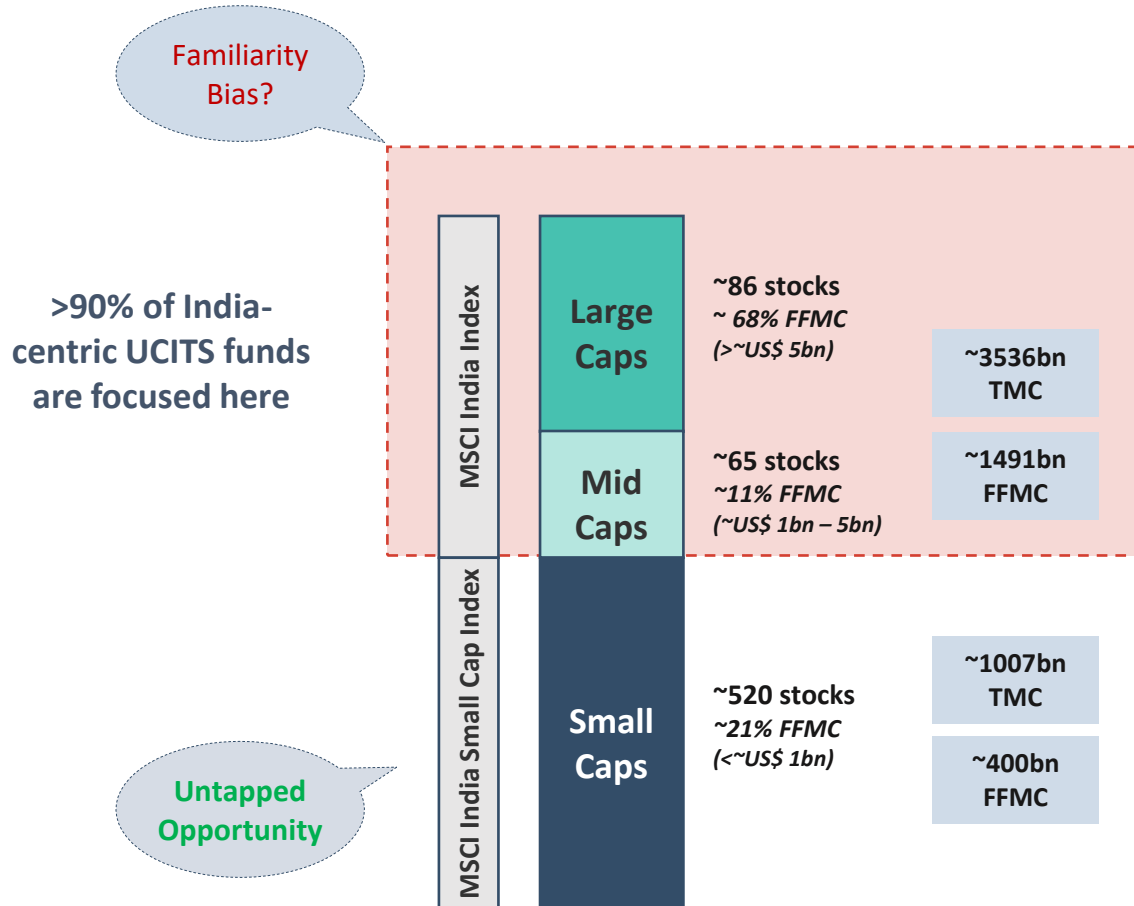 Familiarity
Bias?
>90% of India-
centric UCITS funds
are focused here
MSCI India Index
Large
Caps
~86 stocks
~ 68% FFMC
(>~US$ 5bn)
~3536bn
TMC
Mid
Caps
~65 stocks
~11% FFMC
(~US$ 1bn – 5bn)
~1491bn
FFMC
MSCI India Small Cap Index
Small
Caps
~520 stocks
~21% FFMC
(<~US$ 1bn)
~1007bn
TMC
~400bn
FFMC
Untapped
Opportunity